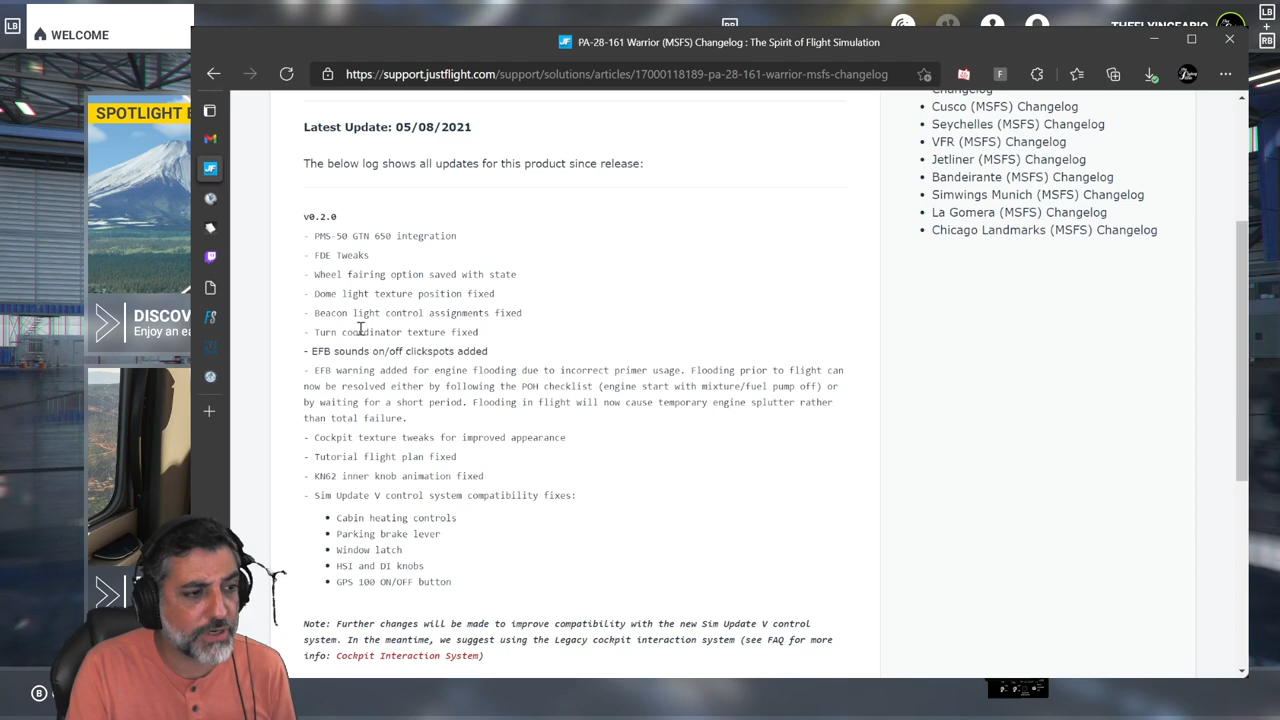 LB
WELCOME
RB
THEFLYINGFABIO
LB
+
RB
PA-28-161 Warrior (MSFS) Changelog : The Spirit of Flight Simulation
https://support.justflight.com/support/solutions/articles/17000118189-pa-28-161-warrior-msfs-changelog
SPOTLIGHT E
DISCOV
Enjoy an ea
Latest Update: 05/08/2021
The below log shows all updates for this product since release:
v0.2.0
- PMS-50 GTN 650 integration
- FDE Tweaks
- Wheel fairing option saved with state
- Dome light texture position fixed
- Beacon light control assignments fixed
- Turn coordinator texture fixed
- EFB sounds on/off clickspots added
- EFB warning added for engine flooding due to incorrect primer usage. Flooding prior to flight can
now be resolved either by following the POH checklist (engine start with mixture/fuel pump off) or
by waiting for a short period. Flooding in flight will now cause temporary engine splutter rather
than total failure.
- Cockpit texture tweaks for improved appearance
- Tutorial flight plan fixed
- KN62 inner knob animation fixed
- Sim Update V control system compatibility fixes:
• Cabin heating controls
• Parking brake lever
• Window latch
• HSI and DI knobs
• GPS 100 ON/OFF button
Note: Further changes will be made to improve compatibility with the new Sim Update V control
system. In the meantime, we suggest using the Legacy cockpit interaction system (see FAQ for more
info: Cockpit Interaction System)
Changelog
• Cusco (MSFS) Changelog
• Seychelles (MSFS) Changelog
• VFR (MSFS) Changelog
• Jetliner (MSFS) Changelog
• Bandeirante (MSFS) Changelog
• Simwings Munich (MSFS) Changelog
• La Gomera (MSFS) Changelog
• Chicago Landmarks (MSFS) Changelog
B